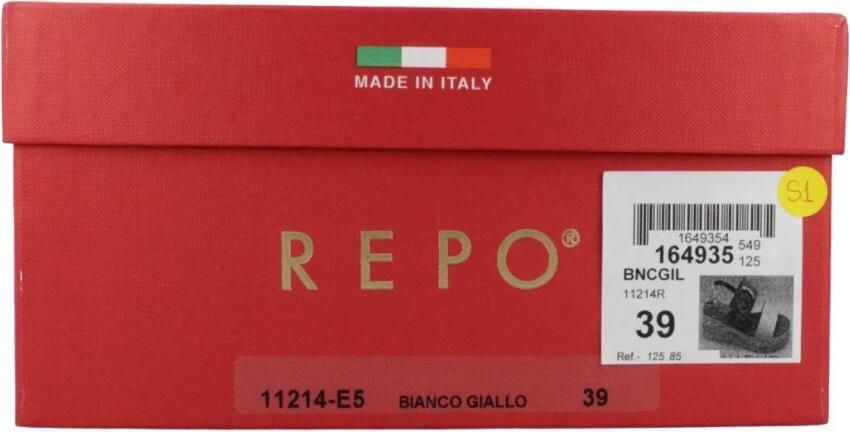 MADE IN ITALY
REPO®
S1
1649354
164935 549
125
BNCGIL
11214R
39
Ref.- 125 85
11214-E5 BIANCO GIALLO 39